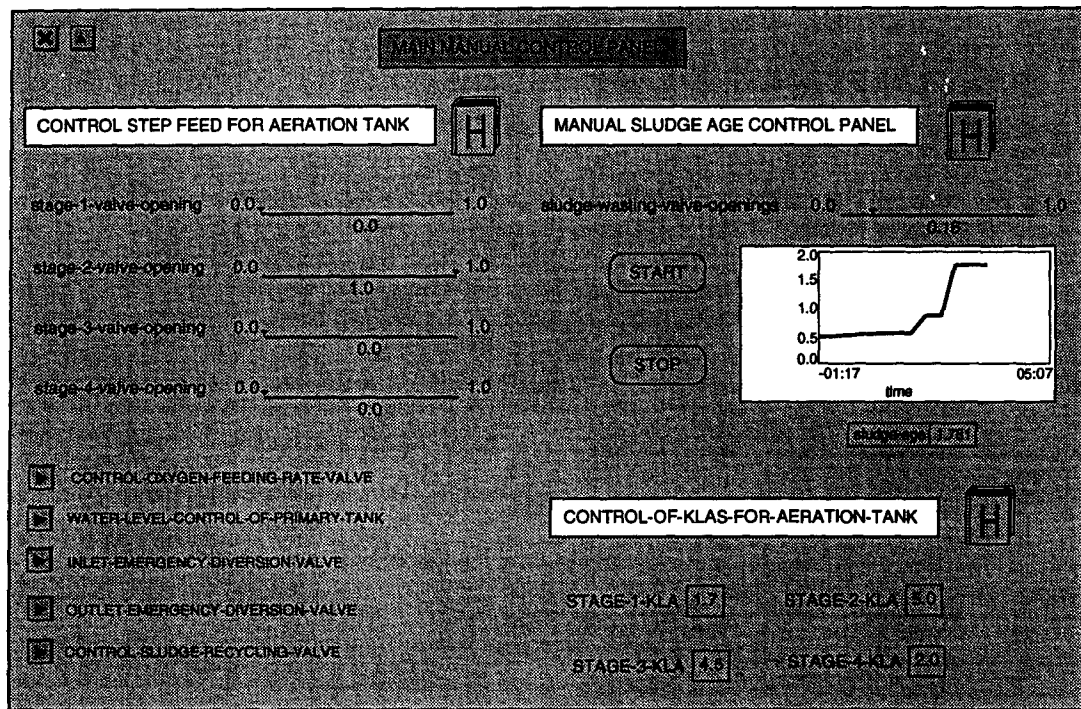 MAIN MANUAL CONTROL PANEL
CONTROL STEP FEED FOR AERATION TANK
H
stage-1-valve-opening 0.0 1.0
0.0
stage-2-valve-opening 0.0 1.0
1.0
stage-3-valve-opening 0.0 1.0
0.0
stage-4-valve-opening 0.0 1.0
0.0
CONTROL-OXYGEN-FEEDING-RATE-VALVE
WATER-LEVEL-CONTROL-OF-PRIMARY-TANK
INLET-EMERGENCY-DIVERSION-VALVE
OUTLET-EMERGENCY-DIVERSION-VALVE
CONTROL-SLUDGE-RECYCLING-VALVE
MANUAL SLUDGE AGE CONTROL PANEL
H
sludge-wasting-valve-openings 0.0 1.0
0.16
START
STOP
2.0
1.5
1.0
0.5
0.0
-01:17 05:07
time
1.761
CONTROL-OF-KLAS-FOR-AERATION-TANK
H
STAGE-1-KLA 1.7 STAGE-2-KLA 5.0
STAGE-3-KLA 4.5 STAGE-4-KLA 2.0